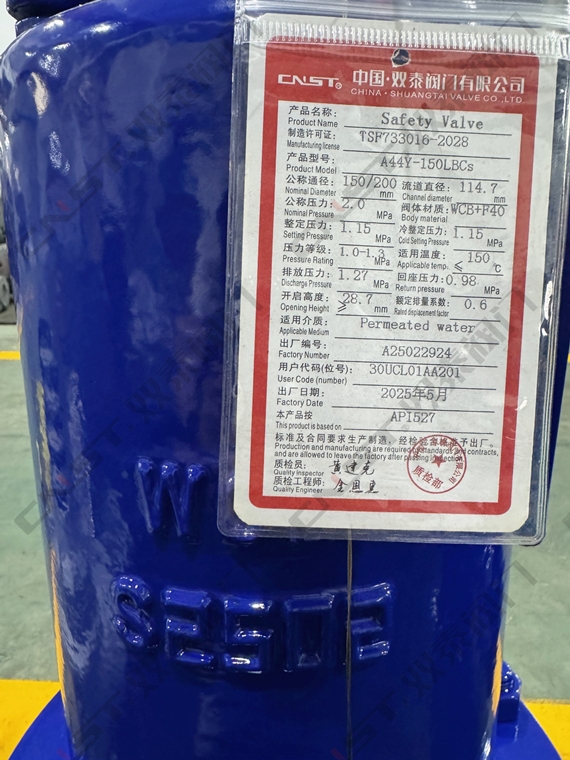 CNST® 中国·双泰阀门有限公司
CHINA·SHUANGTAI VALVE CO.,LTD.
产品名称: Safety Valve
Product Name
制造许可证: TSF733016-2028
Manufacturing license
产品型号: A44Y-150LBCs
Product Model
公称通径: 150/200 mm 流道直径: 114.7 mm
Nominal Diameter Channel diameter
公称压力: 2.0 MPa 阀体材质: WCB+F40
Nominal Pressure Body material
整定压力: 1.15 MPa 冷整定压力: 1.15 MPa
Setting Pressure Cold Setting Pressure
压力等级: 1.0-1.3 MPa 适用温度: ≤150 ℃
Pressure Rating Applicable temp.
排放压力: 1.27 MPa 回座压力: 0.98 MPa
Discharge Pressure Return pressure
开启高度: ≥28.7 mm 额定排量系数: 0.6
Opening Height Rated displacement factor
适用介质: Permeated water
Applicable Medium
出厂编号: A25022924
Factory Number
用户代码(位号): 30UCL01AA201
User Code (number)
出厂日期: 2025年5月
Factory Date
本产品按 API527
This product is based on
标准及合同要求生产制造，经检验合格准予出厂。
Production and manufacturing are required by standards and contracts,
and are allowed to leave the factory after passing inspection.
质检员:
Quality Inspector
质检工程师:
Quality Engineer
质检部
W